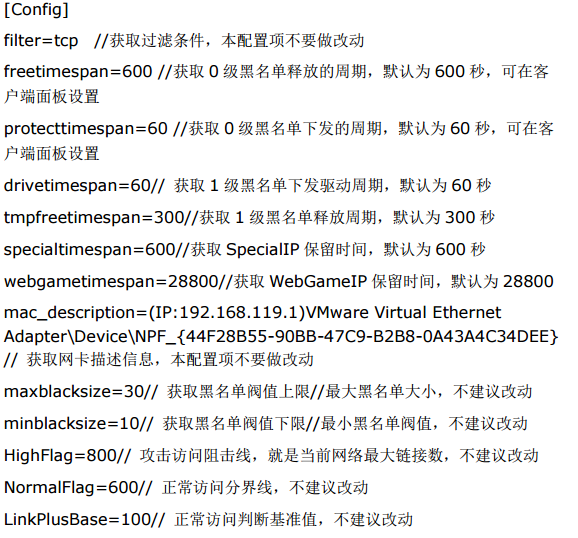 [Config]
filter=tcp //获取过滤条件，本配置项不要做改动
freetimespan=600 //获取 0 级黑名单释放的周期，默认为 600 秒，可在客
户端面板设置
protecttimespan=60 //获取 0 级黑名单下发的周期，默认为 60 秒，可在客
户端面板设置
drivetimespan=60// 获取 1 级黑名单下发驱动周期，默认为 60 秒
tmpfreetimespan=300//获取 1 级黑名单释放周期，默认为 300 秒
specialtimespan=600//获取 SpecialIP 保留时间，默认为 600 秒
webgametimespan=28800//获取 WebGameIP 保留时间，默认为 28800
mac_description=(IP:192.168.119.1)VMware Virtual Ethernet
Adapter\Device\NPF_{44F28B55-90BB-47C9-B2B8-0A43A4C34DEE}
// 获取网卡描述信息，本配置项不要做改动
maxblacksize=30// 获取黑名单阀值上限//最大黑名单大小，不建议改动
minblacksize=10// 获取黑名单阀值下限//最小黑名单阀值，不建议改动
HighFlag=800// 攻击访问阻击线，就是当前网络最大链接数，不建议改动
NormalFlag=600// 正常访问分界线，不建议改动
LinkPlusBase=100// 正常访问判断基准值，不建议改动